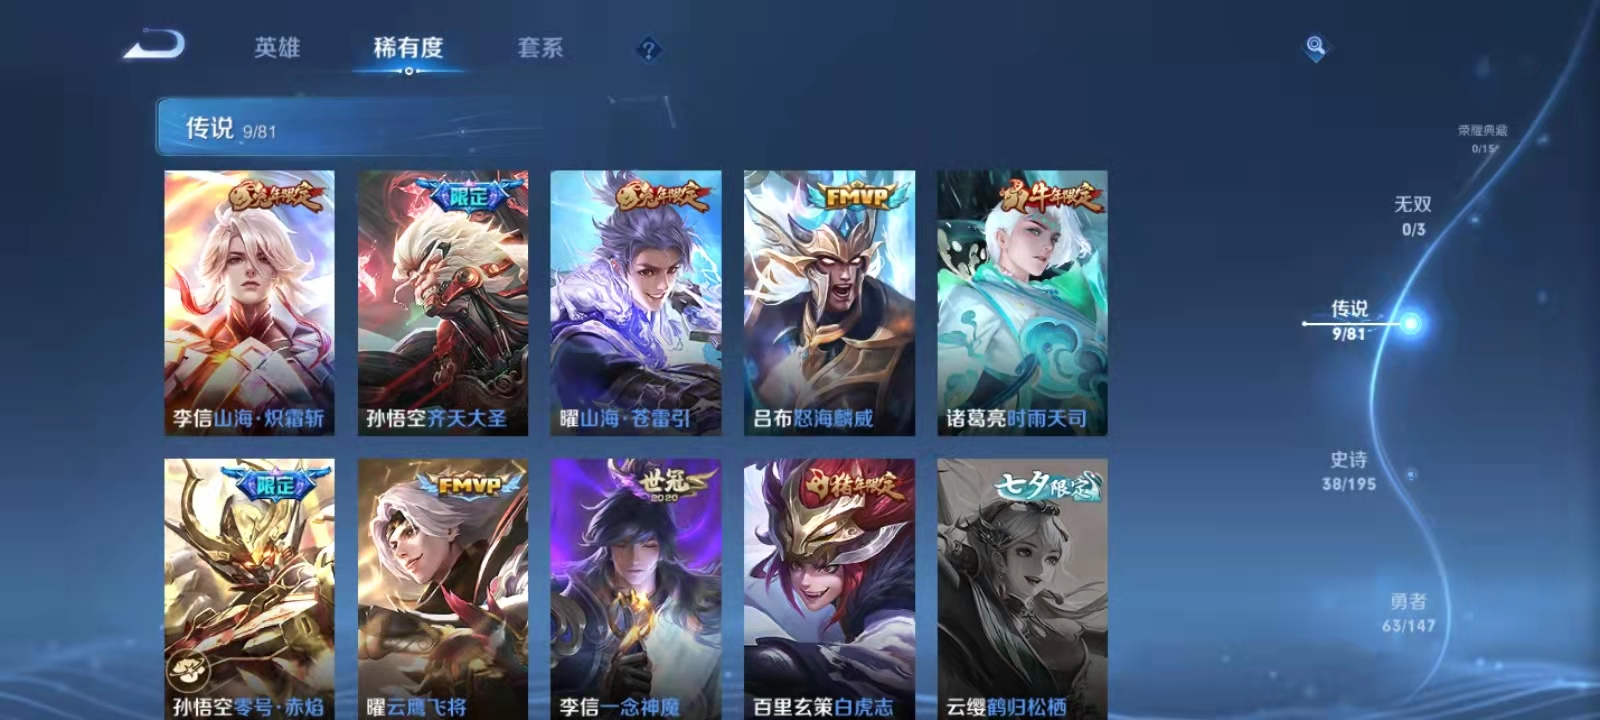 英雄 稀有度 套系 ?
传说 9/81
兔年限定 限定 兔年限定 FMVP 牛年限定
李信山海·炽霜斩 孙悟空齐天大圣 曜山海·苍雷引 吕布怒海麟威 诸葛亮时雨天司
限定 FMVP 世冠 2020 猪年限定 七夕限定
孙悟空零号·赤焰 曜云鹰飞将 李信一念神魔 百里玄策白虎志 云缨鹤归松栖
荣耀典藏
0/15
无双
0/3
传说
9/81
史诗
38/195
勇者
63/147